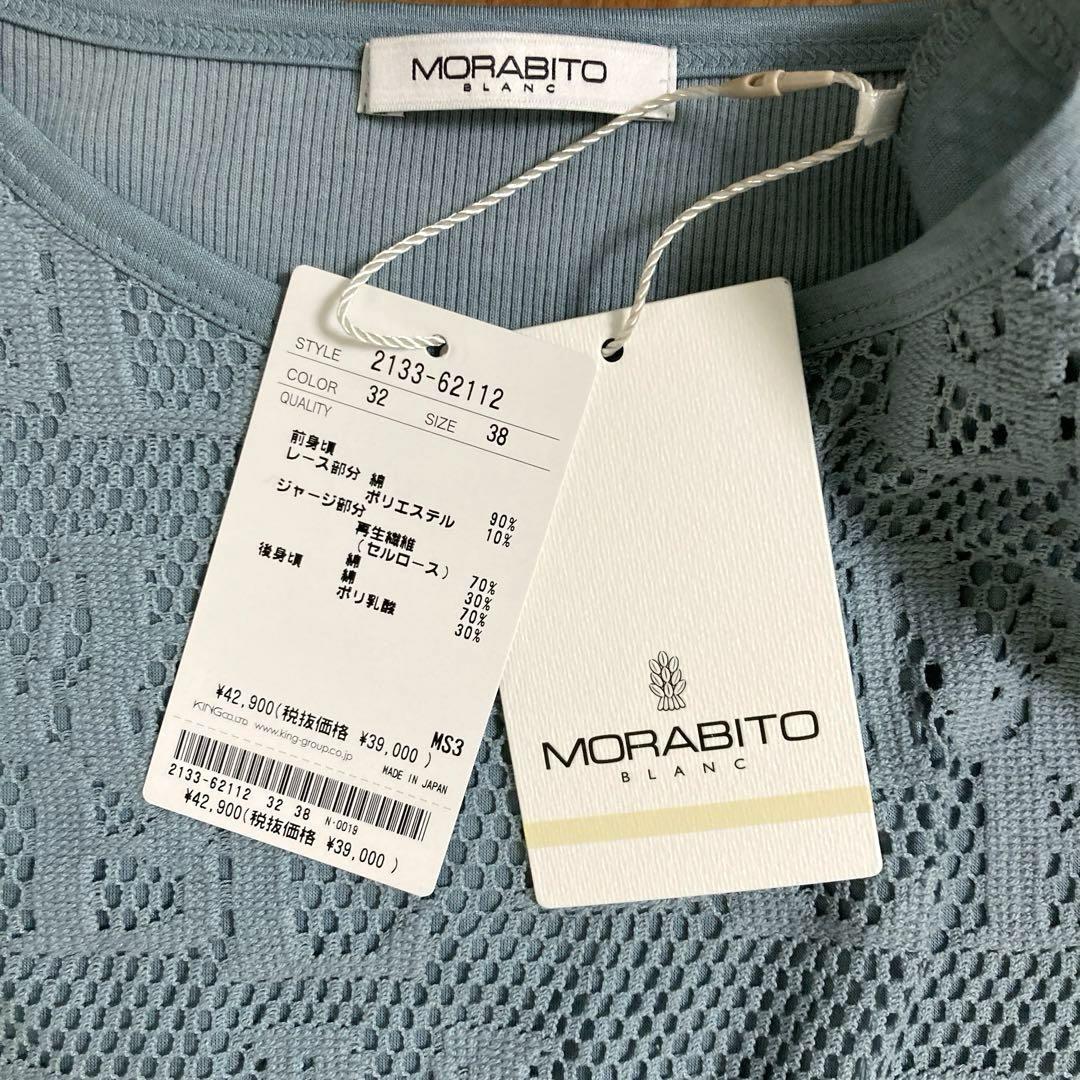 MORABITO
BLANC
STYLE 2133-62112
COLOR 32 SIZE 38
QUALITY
前身頃
レース部分 綿 90%
ポリエステル 10%
ジャージ部分
再生繊維
(セルロース) 70%
綿 30%
後身頃 綿 70%
ポリ乳酸 30%
¥42,900(税抜価格 ¥39,000) MS3
KING CO.,LTD. www.king-group.co.jp
MADE IN JAPAN
2133-62112 32 38 N-0019
¥42,900(税抜価格 ¥39,000)
MORABITO
BLANC